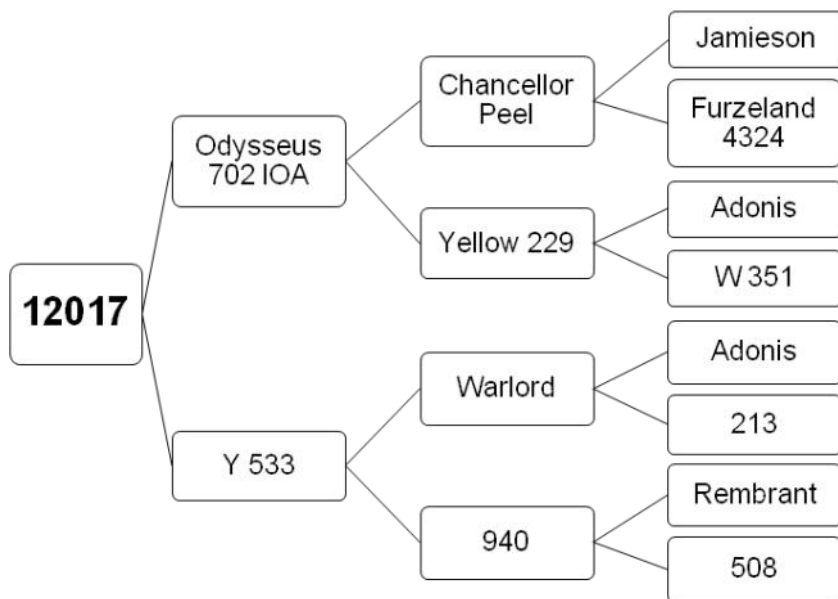 Jamieson
Chancellor
Peel
Furzeland
4324
Odysseus
702 IOA
Adonis
Yellow 229
W 351
12017
Adonis
Warlord
213
Y 533
Rembrant
940
508